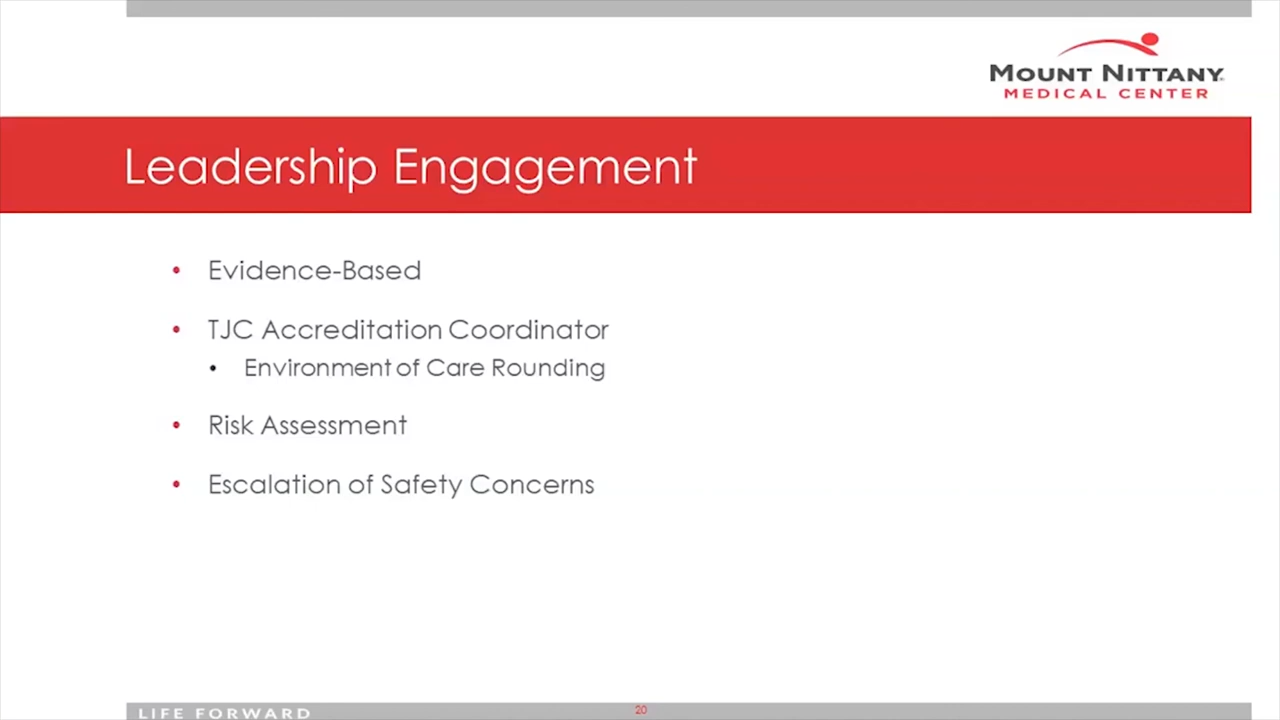 MOUNT NITTANY
MEDICAL CENTER
Leadership Engagement
• Evidence-Based
• TJC Accreditation Coordinator
• Environment of Care Rounding
• Risk Assessment
• Escalation of Safety Concerns
LIFE FORWARD
20